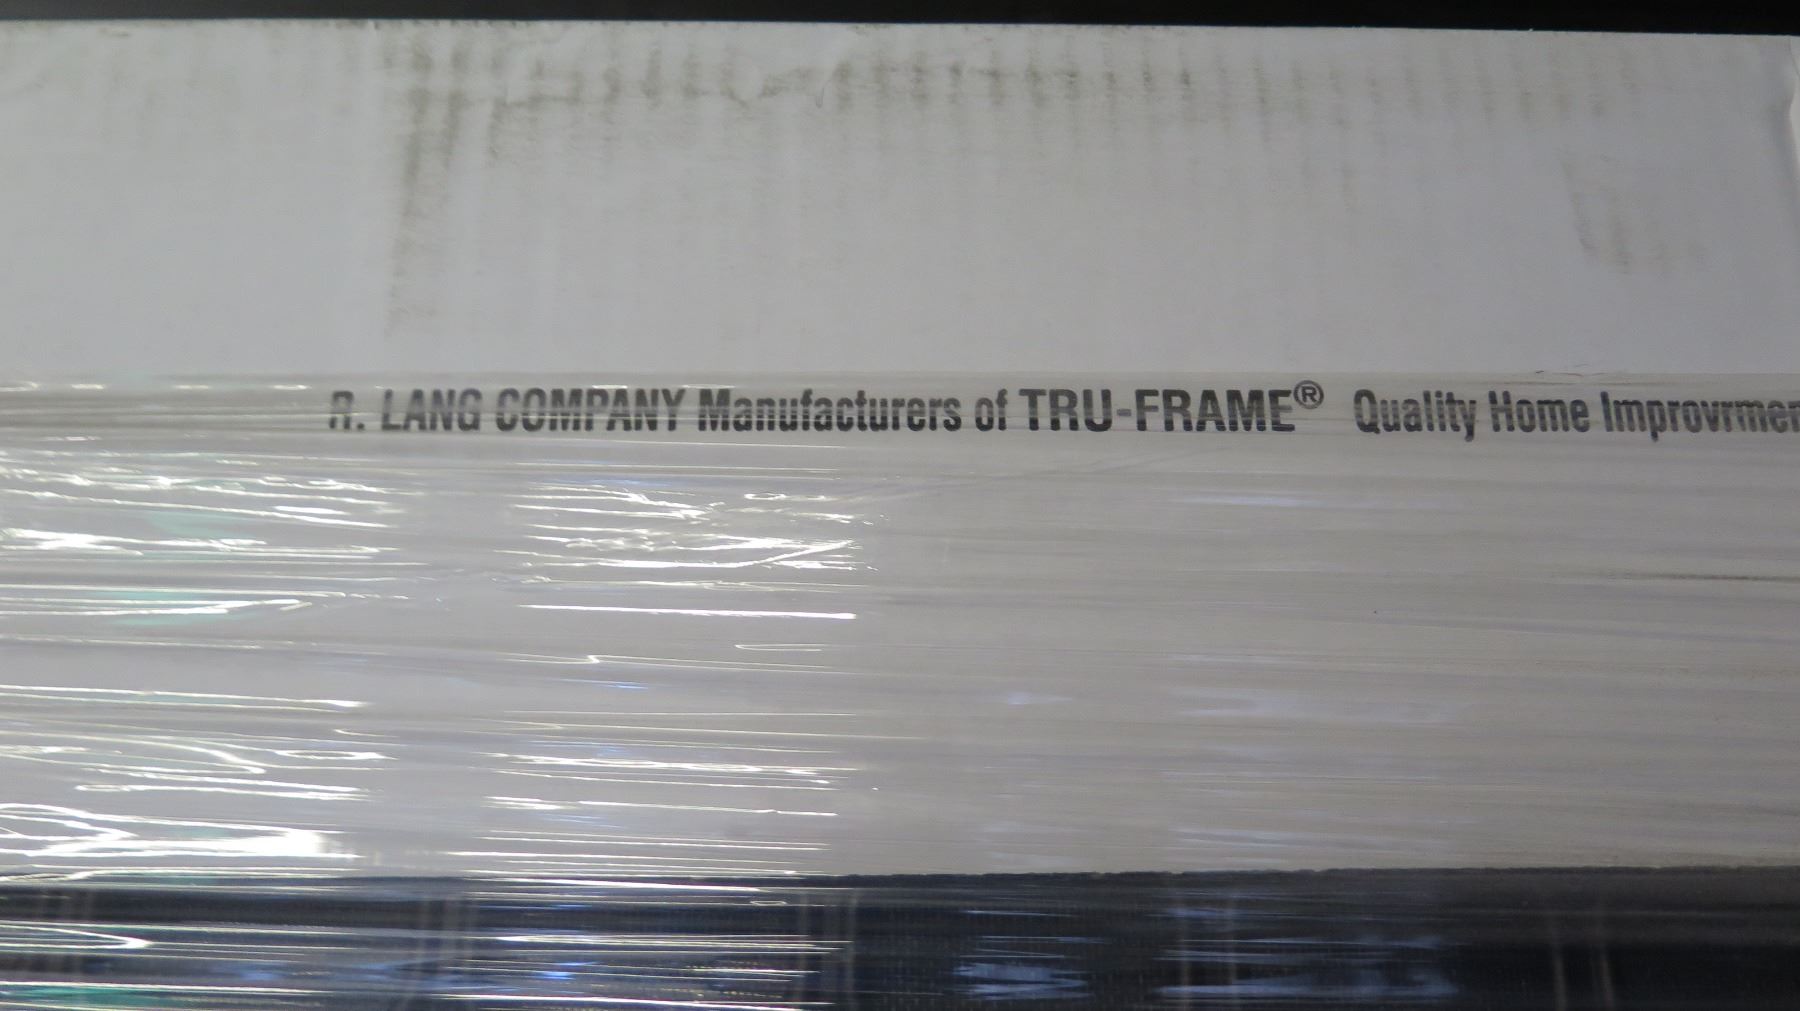 R. LANG COMPANY Manufacturers of TRU-FRAME® Quality Home Improvrmen